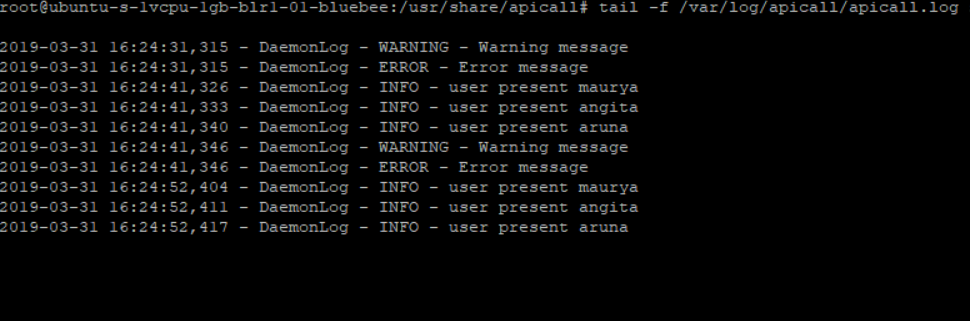 root@ubuntu-s-1vcpu-1gb-blr1-01-bluebee:/usr/share/apicall# tail -f /var/log/apicall/apicall.log
2019-03-31 16:24:31,315 - DaemonLog - WARNING - Warning message
2019-03-31 16:24:31,315 - DaemonLog - ERROR - Error message
2019-03-31 16:24:41,326 - DaemonLog - INFO - user present maurya
2019-03-31 16:24:41,333 - DaemonLog - INFO - user present angita
2019-03-31 16:24:41,340 - DaemonLog - INFO - user present aruna
2019-03-31 16:24:41,346 - DaemonLog - WARNING - Warning message
2019-03-31 16:24:41,346 - DaemonLog - ERROR - Error message
2019-03-31 16:24:52,404 - DaemonLog - INFO - user present maurya
2019-03-31 16:24:52,411 - DaemonLog - INFO - user present angita
2019-03-31 16:24:52,417 - DaemonLog - INFO - user present aruna